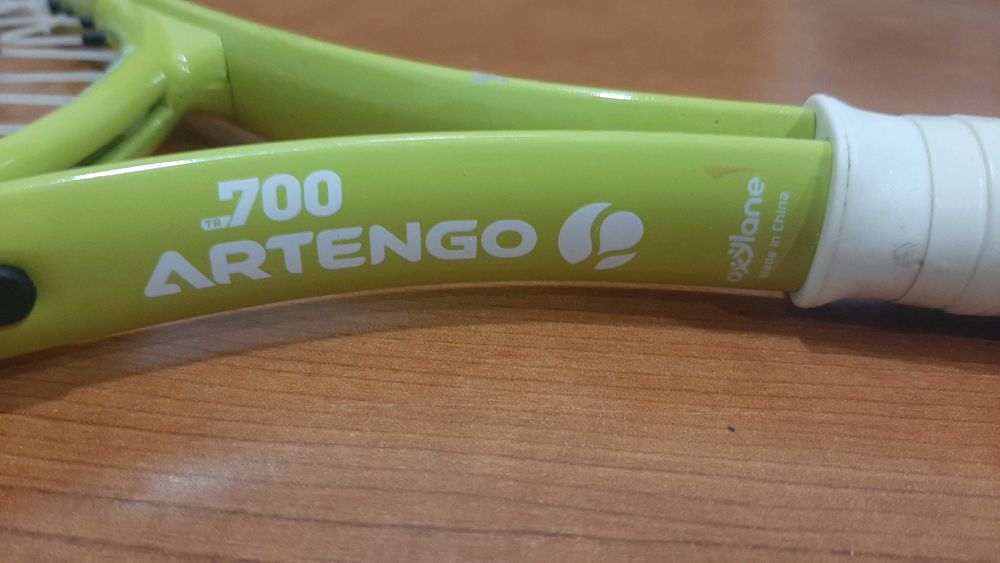 TR 700
ARTENGO
oxylane
Made in China